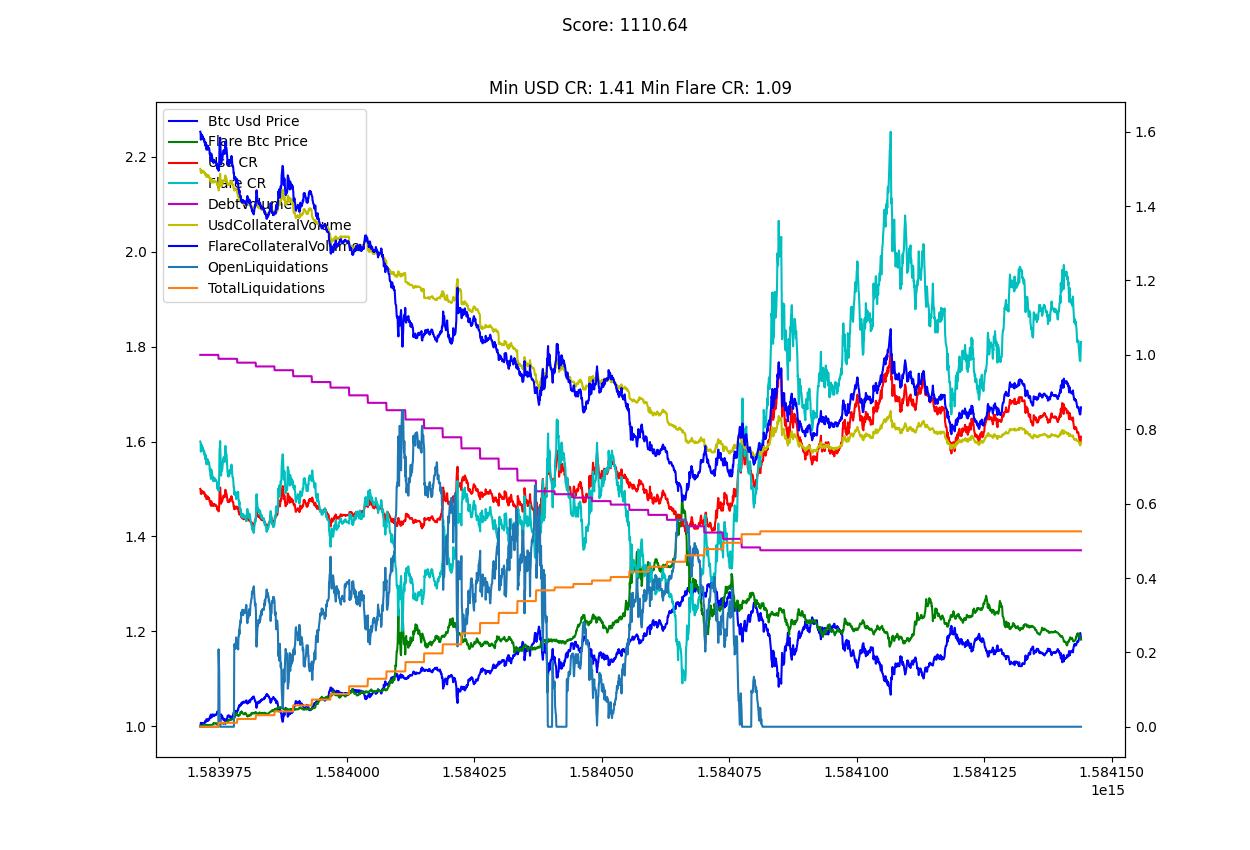 Score: 1110.64
Min USD CR: 1.41 Min Flare CR: 1.09
Btc Usd Price
Flare Btc Price
Usd CR
Flare CR
DebtVolume
UsdCollateralVolume
FlareCollateralVolume
OpenLiquidations
TotalLiquidations
2.2
2.0
1.8
1.6
1.4
1.2
1.0
1.6
1.4
1.2
1.0
0.8
0.6
0.4
0.2
0.0
1.583975 1.584000 1.584025 1.584050 1.584075 1.584100 1.584125 1.584150
1e15